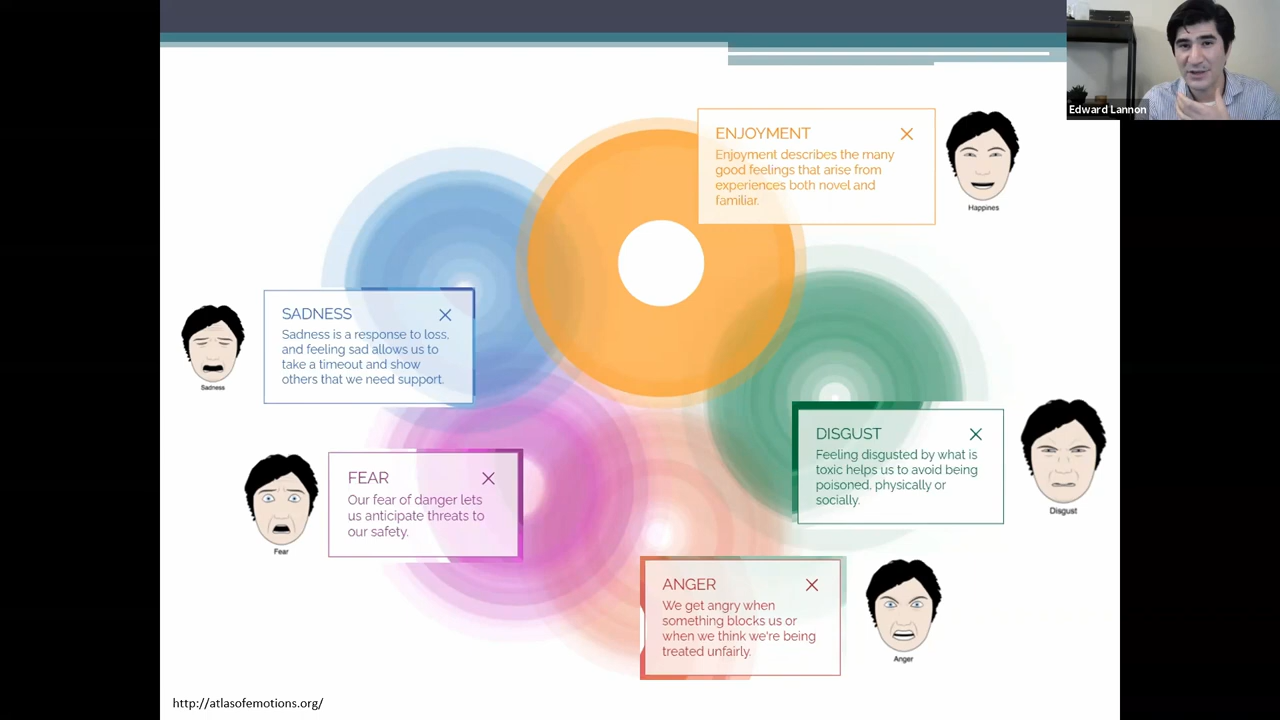 Edward Lannon
ENJOYMENT
Enjoyment describes the many
good feelings that arise from
experiences both novel and
familiar.
Happines
SADNESS
Sadness is a response to loss,
and feeling sad allows us to
take a timeout and show
others that we need support.
Sadness
DISGUST
Feeling disgusted by what is
toxic helps us to avoid being
poisoned, physically or
socially.
Disgust
FEAR
Our fear of danger lets
us anticipate threats to
our safety.
Fear
ANGER
We get angry when
something blocks us or
when we think we're being
treated unfairly.
Anger
http://atlasofemotions.org/